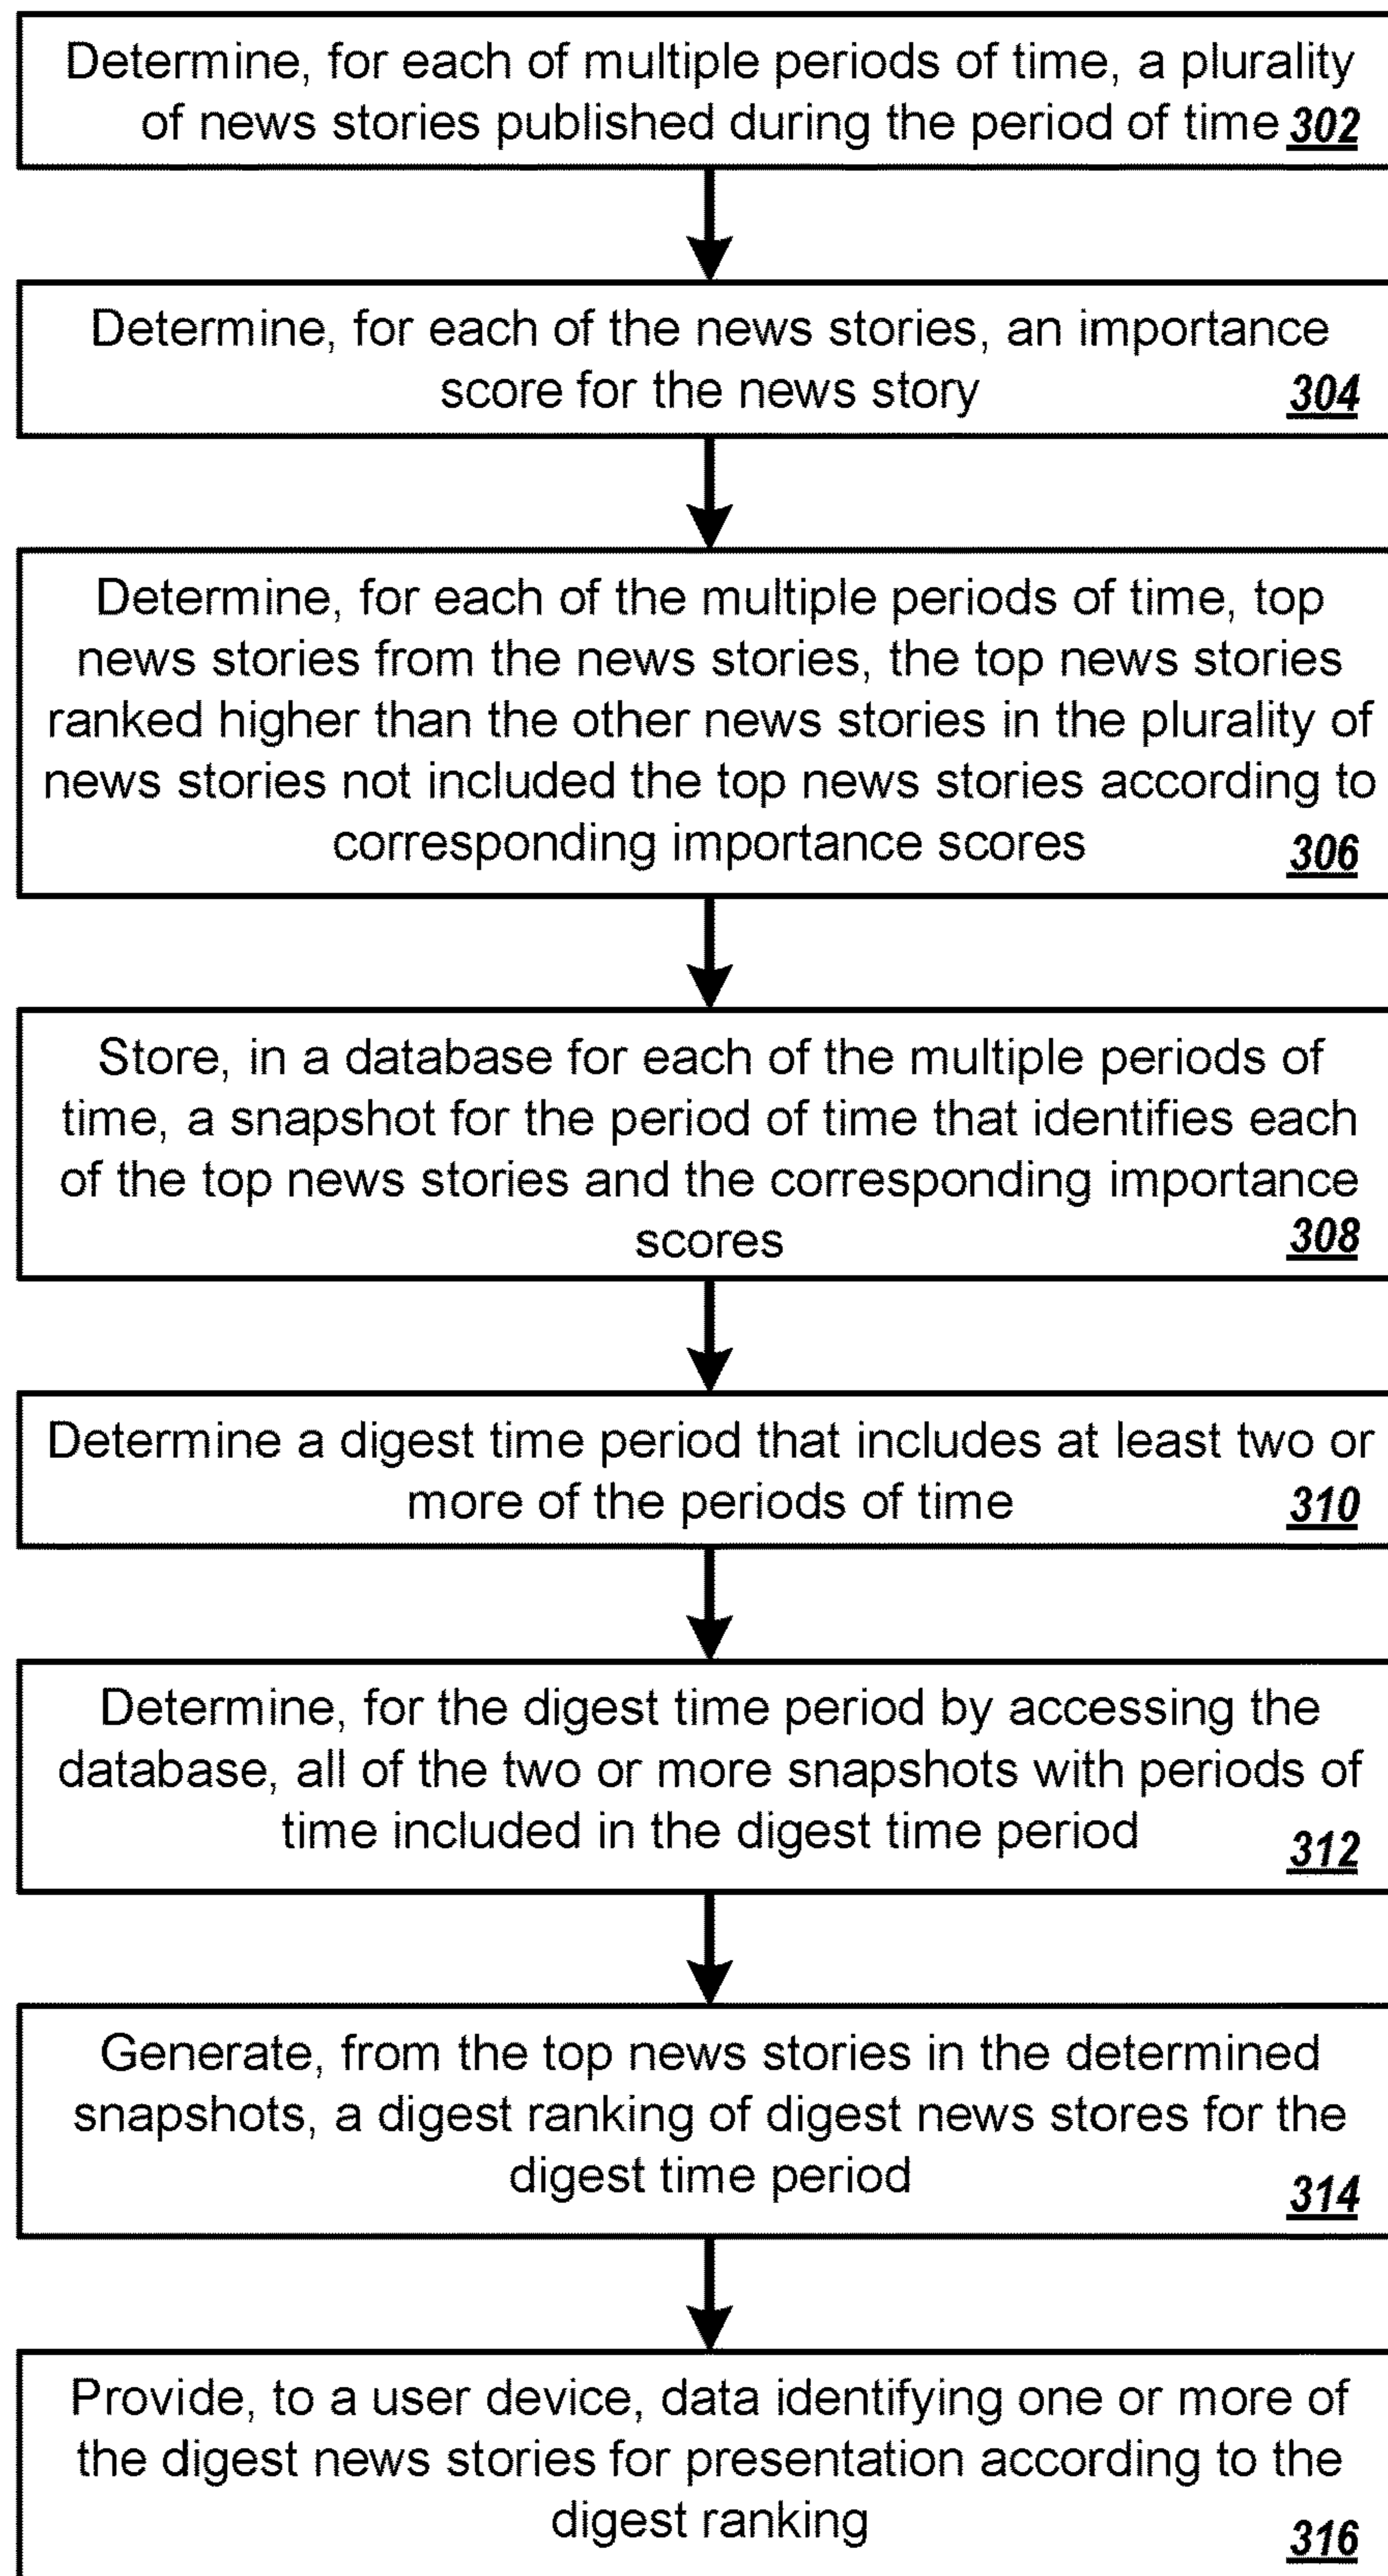 Determine, for each of multiple periods of time, a plurality
of news stories published during the period of time 302
Determine, for each of the news stories, an importance
score for the news story 304
Determine, for each of the multiple periods of time, top
news stories from the news stories, the top news stories
ranked higher than the other news stories in the plurality of
news stories not included the top news stories according to
corresponding importance scores 306
Store, in a database for each of the multiple periods of
time, a snapshot for the period of time that identifies each
of the top news stories and the corresponding importance
scores 308
Determine a digest time period that includes at least two or
more of the periods of time 310
Determine, for the digest time period by accessing the
database, all of the two or more snapshots with periods of
time included in the digest time period 312
Generate, from the top news stories in the determined
snapshots, a digest ranking of digest news stores for the
digest time period 314
Provide, to a user device, data identifying one or more of
the digest news stories for presentation according to the
digest ranking 316